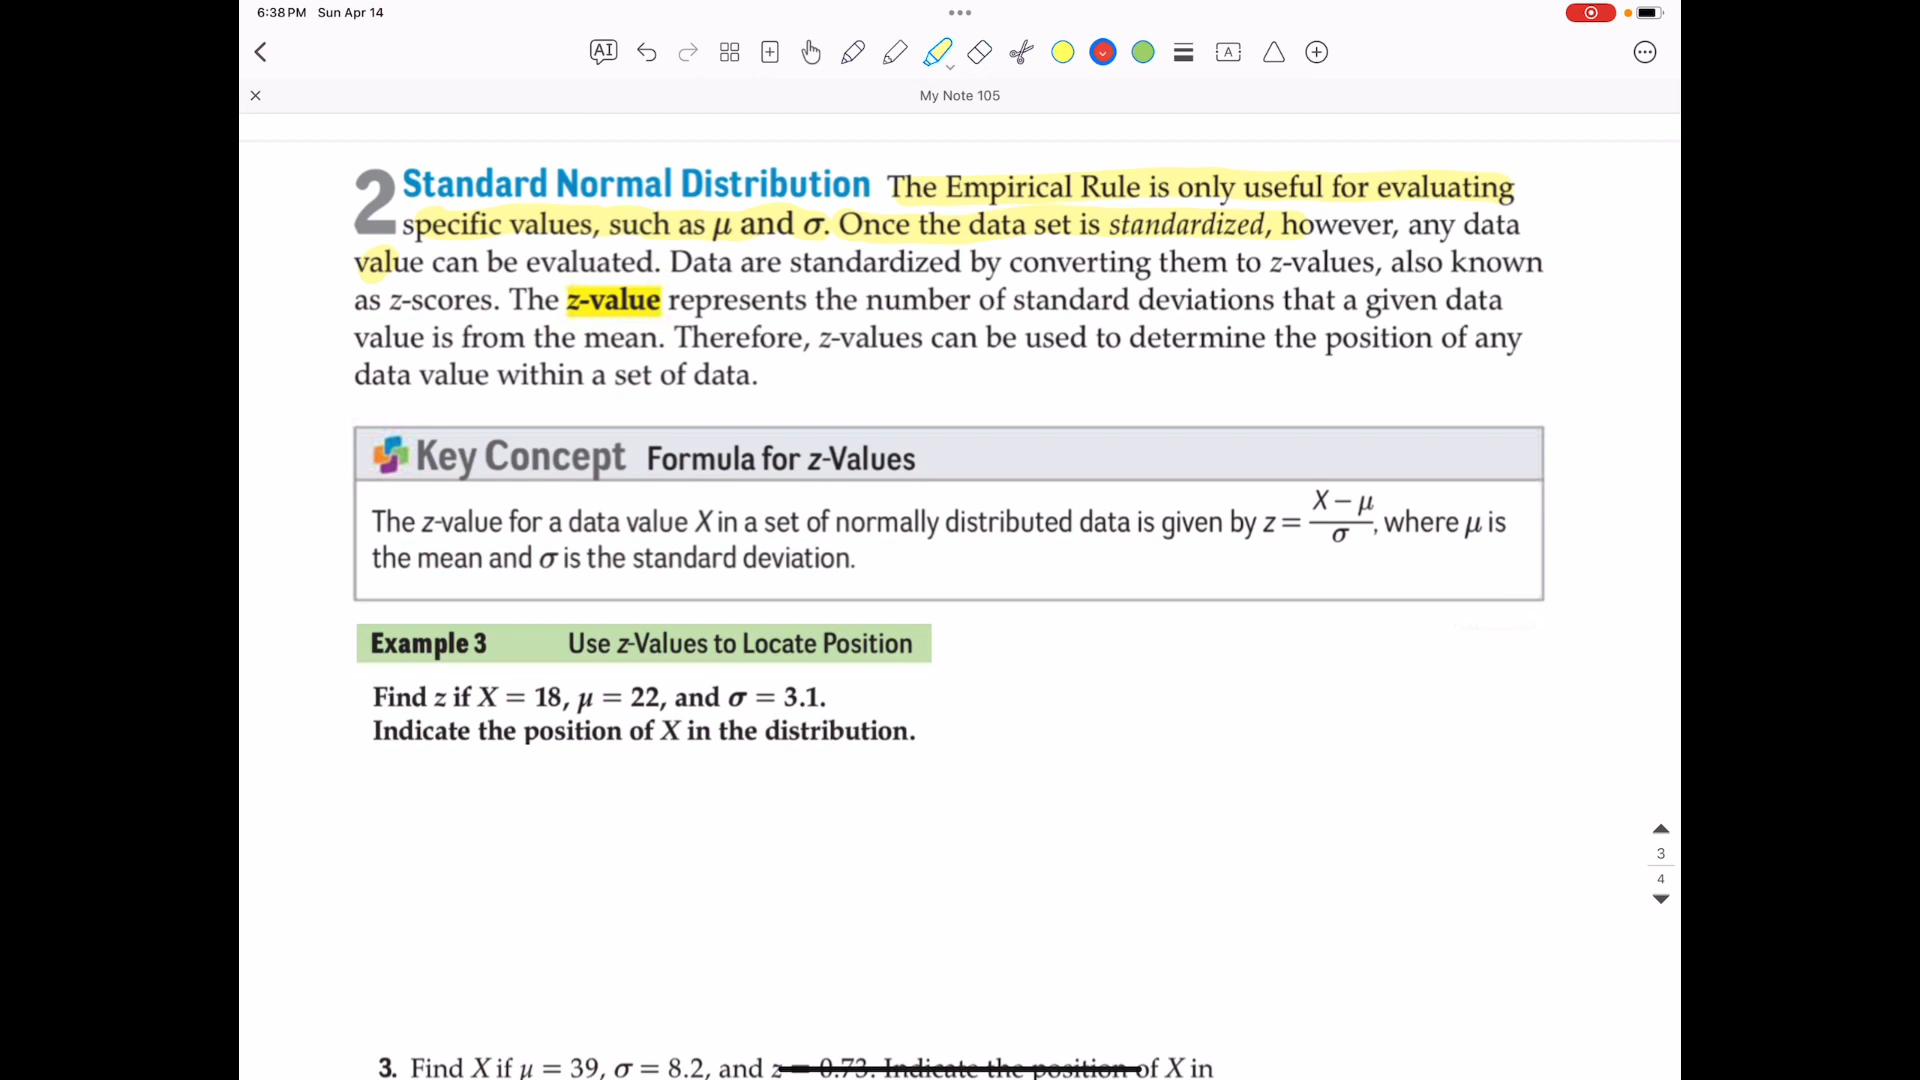 6:38 PM Sun Apr 14
AI
A
My Note 105
2 Standard Normal Distribution The Empirical Rule is only useful for evaluating
specific values, such as μ and σ. Once the data set is standardized, however, any data
value can be evaluated. Data are standardized by converting them to z-values, also known
as z-scores. The z-value represents the number of standard deviations that a given data
value is from the mean. Therefore, z-values can be used to determine the position of any
data value within a set of data.
Key Concept Formula for z-Values
The z-value for a data value X in a set of normally distributed data is given by z = (X − μ)/σ, where μ is
the mean and σ is the standard deviation.
Example 3 Use z-Values to Locate Position
Find z if X = 18, μ = 22, and σ = 3.1.
Indicate the position of X in the distribution.
3
4
3. Find X if μ = 39, σ = 8.2, and z = 0.73. Indicate the position of X in